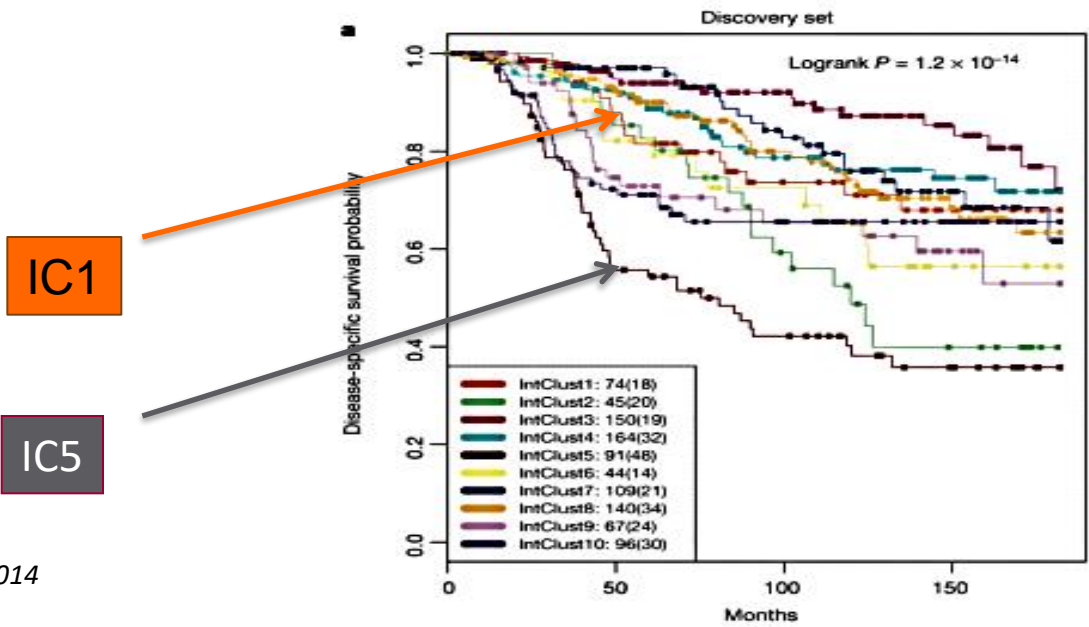 Discovery set
a
Logrank P = 1.2 × 10⁻¹⁴
1.0
0.8
0.6
0.4
0.2
0.0
Disease-specific survival probability
IC1
IC5
IntClust1: 74(18)
IntClust2: 45(20)
IntClust3: 150(19)
IntClust4: 164(32)
IntClust5: 91(48)
IntClust6: 44(14)
IntClust7: 109(21)
IntClust8: 140(34)
IntClust9: 67(24)
IntClust10: 96(30)
0 50 100 150
Months
014